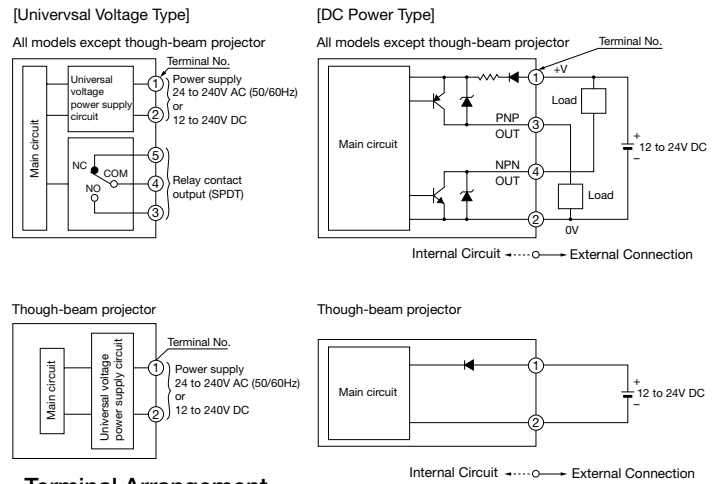 [Univervsal Voltage Type]
All models except though-beam projector
Terminal No.
Main circuit
Universal
voltage
power supply
circuit
1
2
Power supply
24 to 240V AC (50/60Hz)
or
12 to 240V DC
NC
COM
NO
5
4
3
Relay contact
output (SPDT)
[DC Power Type]
All models except though-beam projector
Terminal No.
Main circuit
1
+V
Load
PNP
OUT
3
NPN
OUT
4
Load
2
0V
+
12 to 24V DC
–
Internal Circuit
External Connection
Though-beam projector
Terminal No.
Main circuit
Universal voltage
power supply circuit
1
2
Power supply
24 to 240V AC (50/60Hz)
or
12 to 240V DC
Though-beam projector
Main circuit
1
2
+
12 to 24V DC
–
Internal Circuit
External Connection
Terminal Arrangement